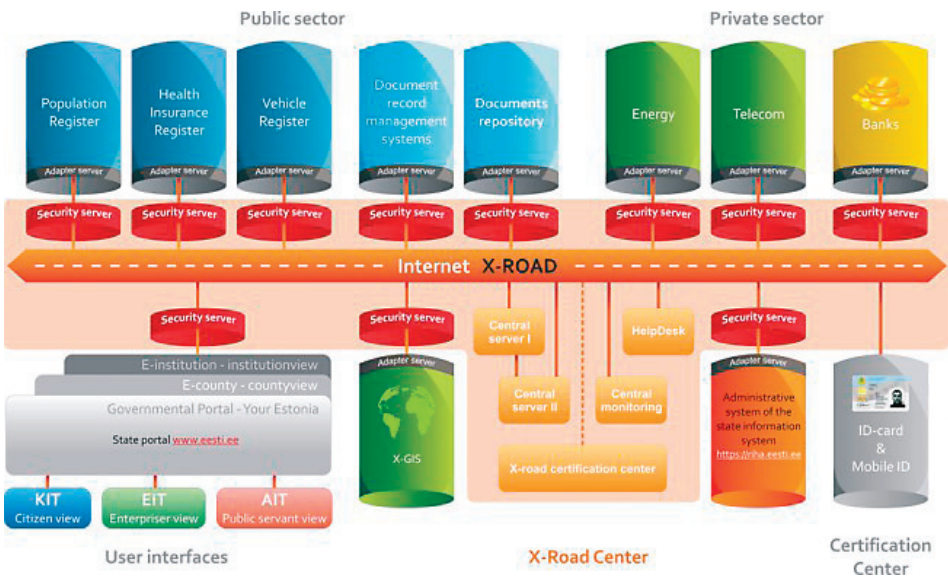 Public sector
Private sector
Population
Register
Adapter server
Health
Insurance
Register
Adapter server
Vehicle
Register
Adapter server
Document
record
management
systems
Adapter server
Documents
repository
Adapter server
Energy
Adapter server
Telecom
Adapter server
Banks
Adapter server
Security server
Security server
Security server
Security server
Security server
Security server
Security server
Security server
Internet X-ROAD
Security server
E-institution - institutionview
E-county - countyview
Governmental Portal - Your Estonia
State portal www.eesti.ee
KIT
Citizen view
EIT
Enterpriser view
AIT
Public servant view
User interfaces
Security server
Adapter server
X-GIS
Central
server I
Central
server II
HelpDesk
Central
monitoring
X-road certification center
X-Road Center
Security server
Adapter server
Administrative
system of the
state information
system
https://riha.eesti.ee
ID-card
&
Mobile ID
Certification
Center